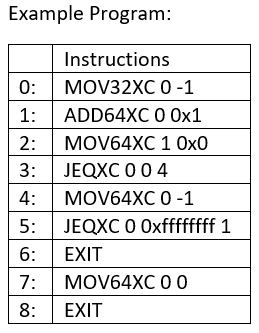 Example Program:
Instructions
0: MOV32XC 0 -1
1: ADD64XC 0 0x1
2: MOV64XC 1 0x0
3: JEQXC 0 0 4
4: MOV64XC 0 -1
5: JEQXC 0 0xffffffff 1
6: EXIT
7: MOV64XC 0 0
8: EXIT